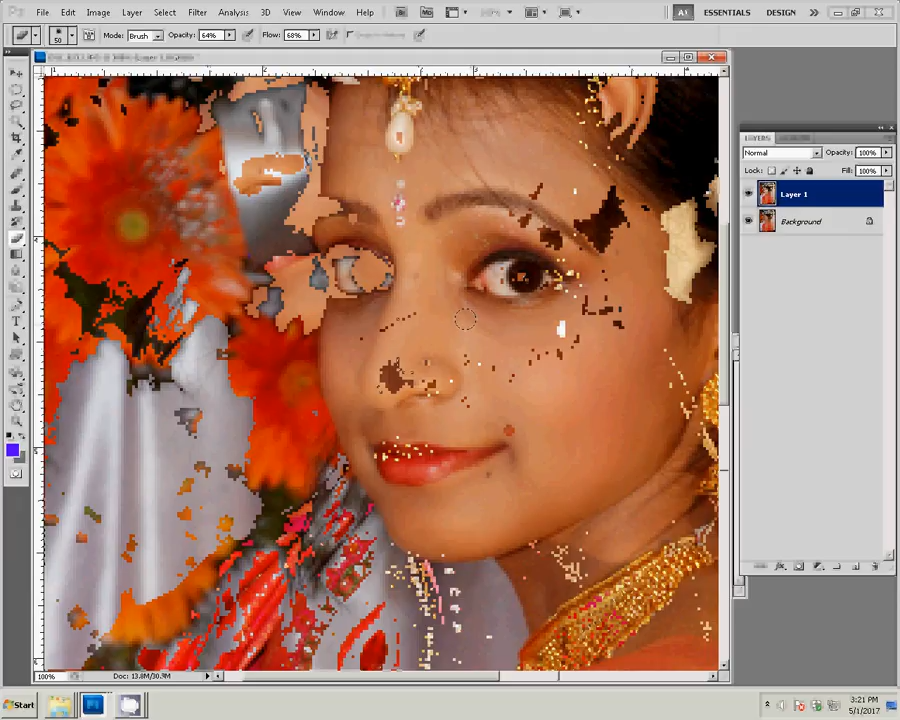 File Edit Image Layer Select Filter Analysis 3D View Window Help
ESSENTIALS DESIGN
50 Mode: Brush Opacity: 64% Flow: 68%
LAYERS
Normal Opacity: 100%
Lock: Fill: 100%
Layer 1
Background
100% Doc: 13.8M/30.9M
Start
3:21 PM
5/1/2017